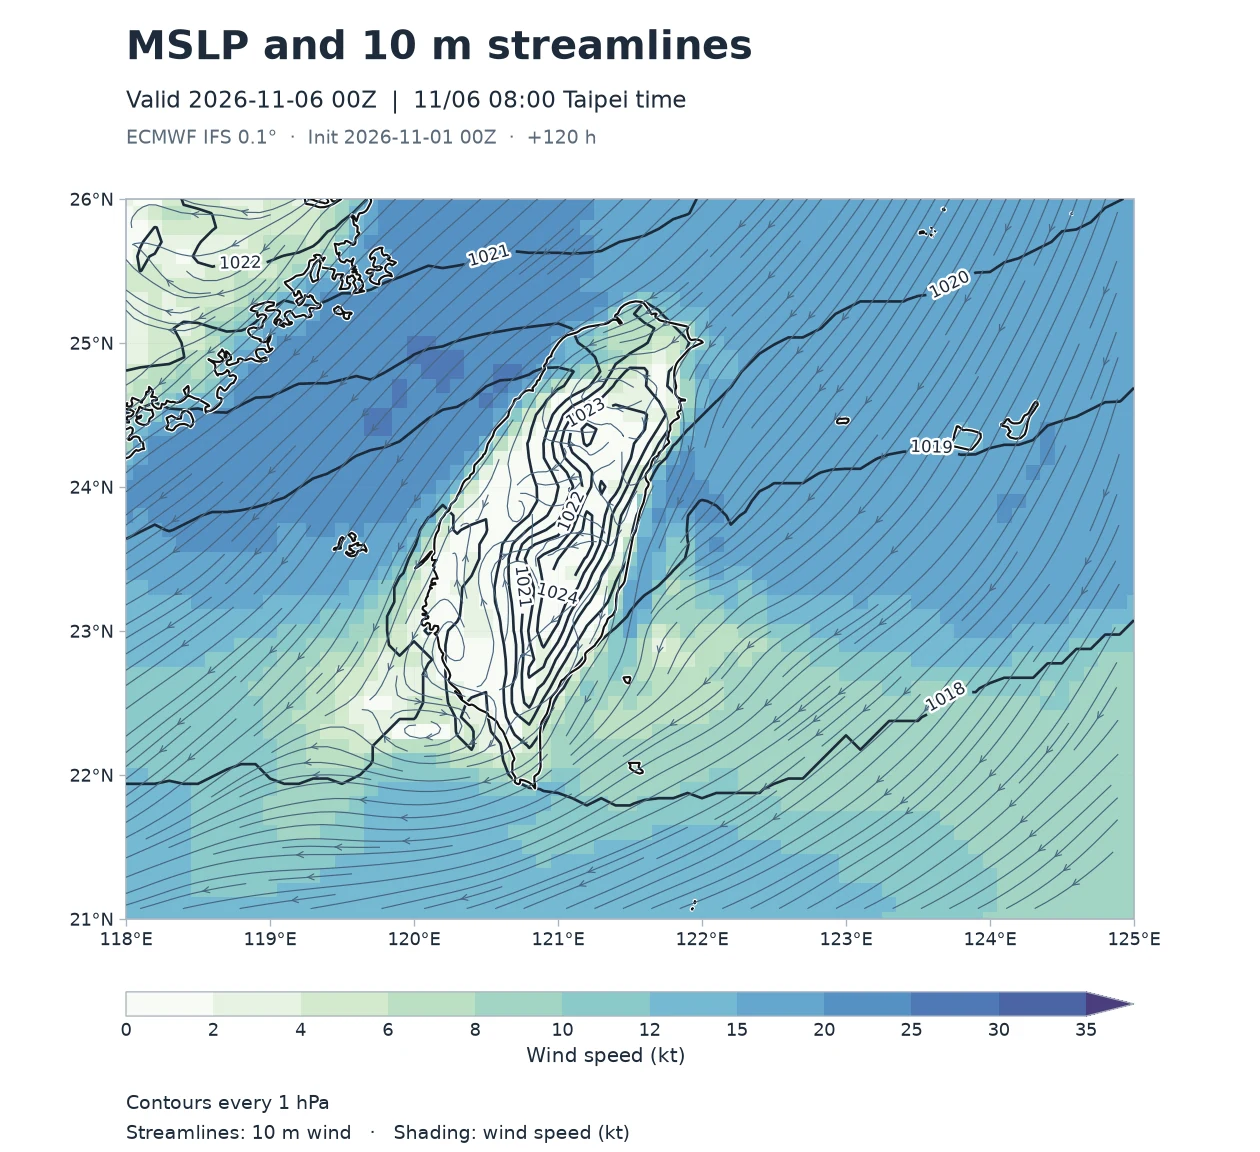 MSLP and 10 m streamlines
Valid 2026-11-06 00Z | 11/06 08:00 Taipei time
ECMWF IFS 0.1° · Init 2026-11-01 00Z · +120 h
26°N
25°N
24°N
23°N
22°N
21°N
1022
1021
1020
1023
1019
1022
1021
1024
1018
118°E 119°E 120°E 121°E 122°E 123°E 124°E 125°E
0 2 4 6 8 10 12 15 20 25 30 35
Wind speed (kt)
Contours every 1 hPa
Streamlines: 10 m wind · Shading: wind speed (kt)